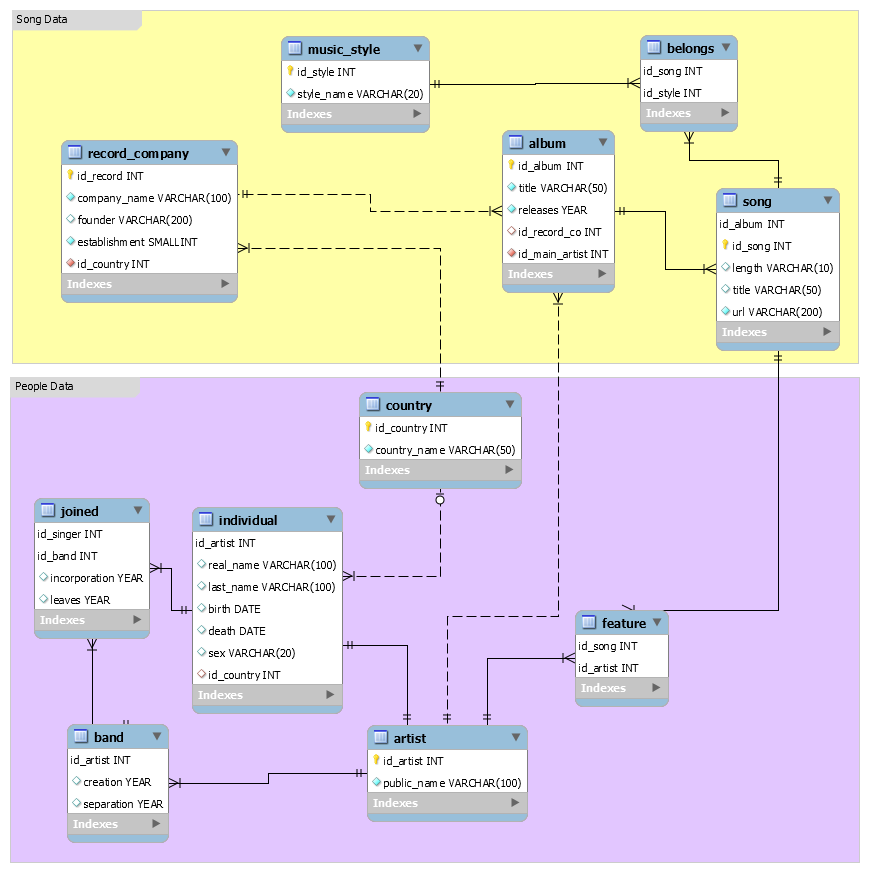 Song Data
music_style
id_style INT
style_name VARCHAR(20)
Indexes
belongs
id_song INT
id_style INT
Indexes
record_company
id_record INT
company_name VARCHAR(100)
founder VARCHAR(200)
establishment SMALLINT
id_country INT
Indexes
album
id_album INT
title VARCHAR(50)
releases YEAR
id_record_co INT
id_main_artist INT
Indexes
song
id_album INT
id_song INT
length VARCHAR(10)
title VARCHAR(50)
url VARCHAR(200)
Indexes
People Data
country
id_country INT
country_name VARCHAR(50)
Indexes
joined
id_singer INT
id_band INT
incorporation YEAR
leaves YEAR
Indexes
individual
id_artist INT
real_name VARCHAR(100)
last_name VARCHAR(100)
birth DATE
death DATE
sex VARCHAR(20)
id_country INT
Indexes
feature
id_song INT
id_artist INT
Indexes
band
id_artist INT
creation YEAR
separation YEAR
Indexes
artist
id_artist INT
public_name VARCHAR(100)
Indexes